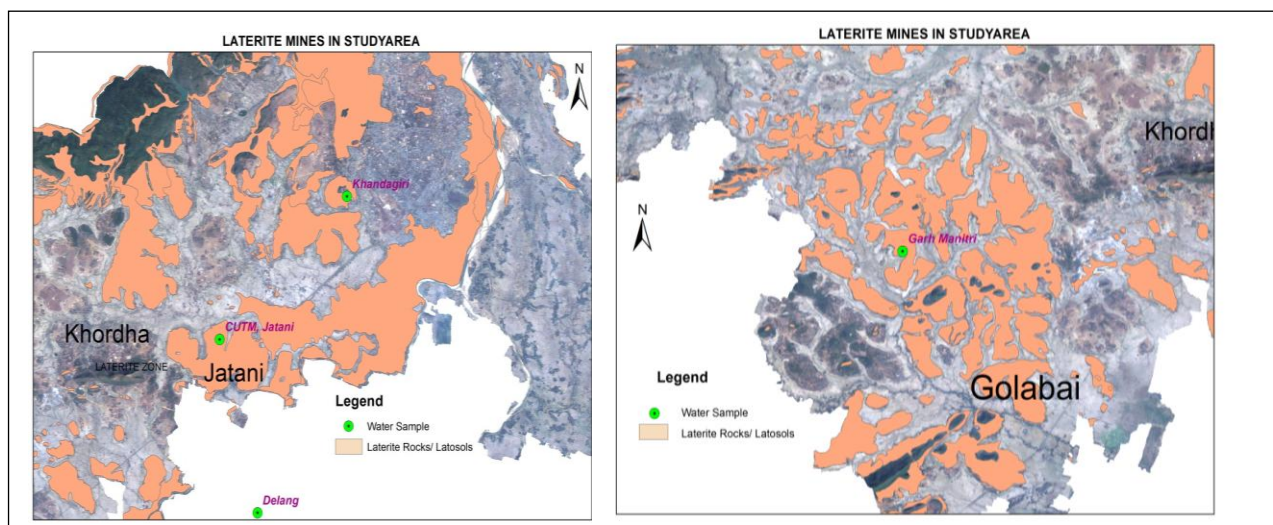 LATERITE MINES IN STUDYAREA
N
Khandagiri
CUTM, Jatani
Khordha
LATERITE ZONE
Jatani
Legend
Water Sample
Laterite Rocks/ Latosols
Delang
LATERITE MINES IN STUDYAREA
Khordh
N
Garh Manitri
Legend
Golabai
Water Sample
Laterite Rocks/ Latosols